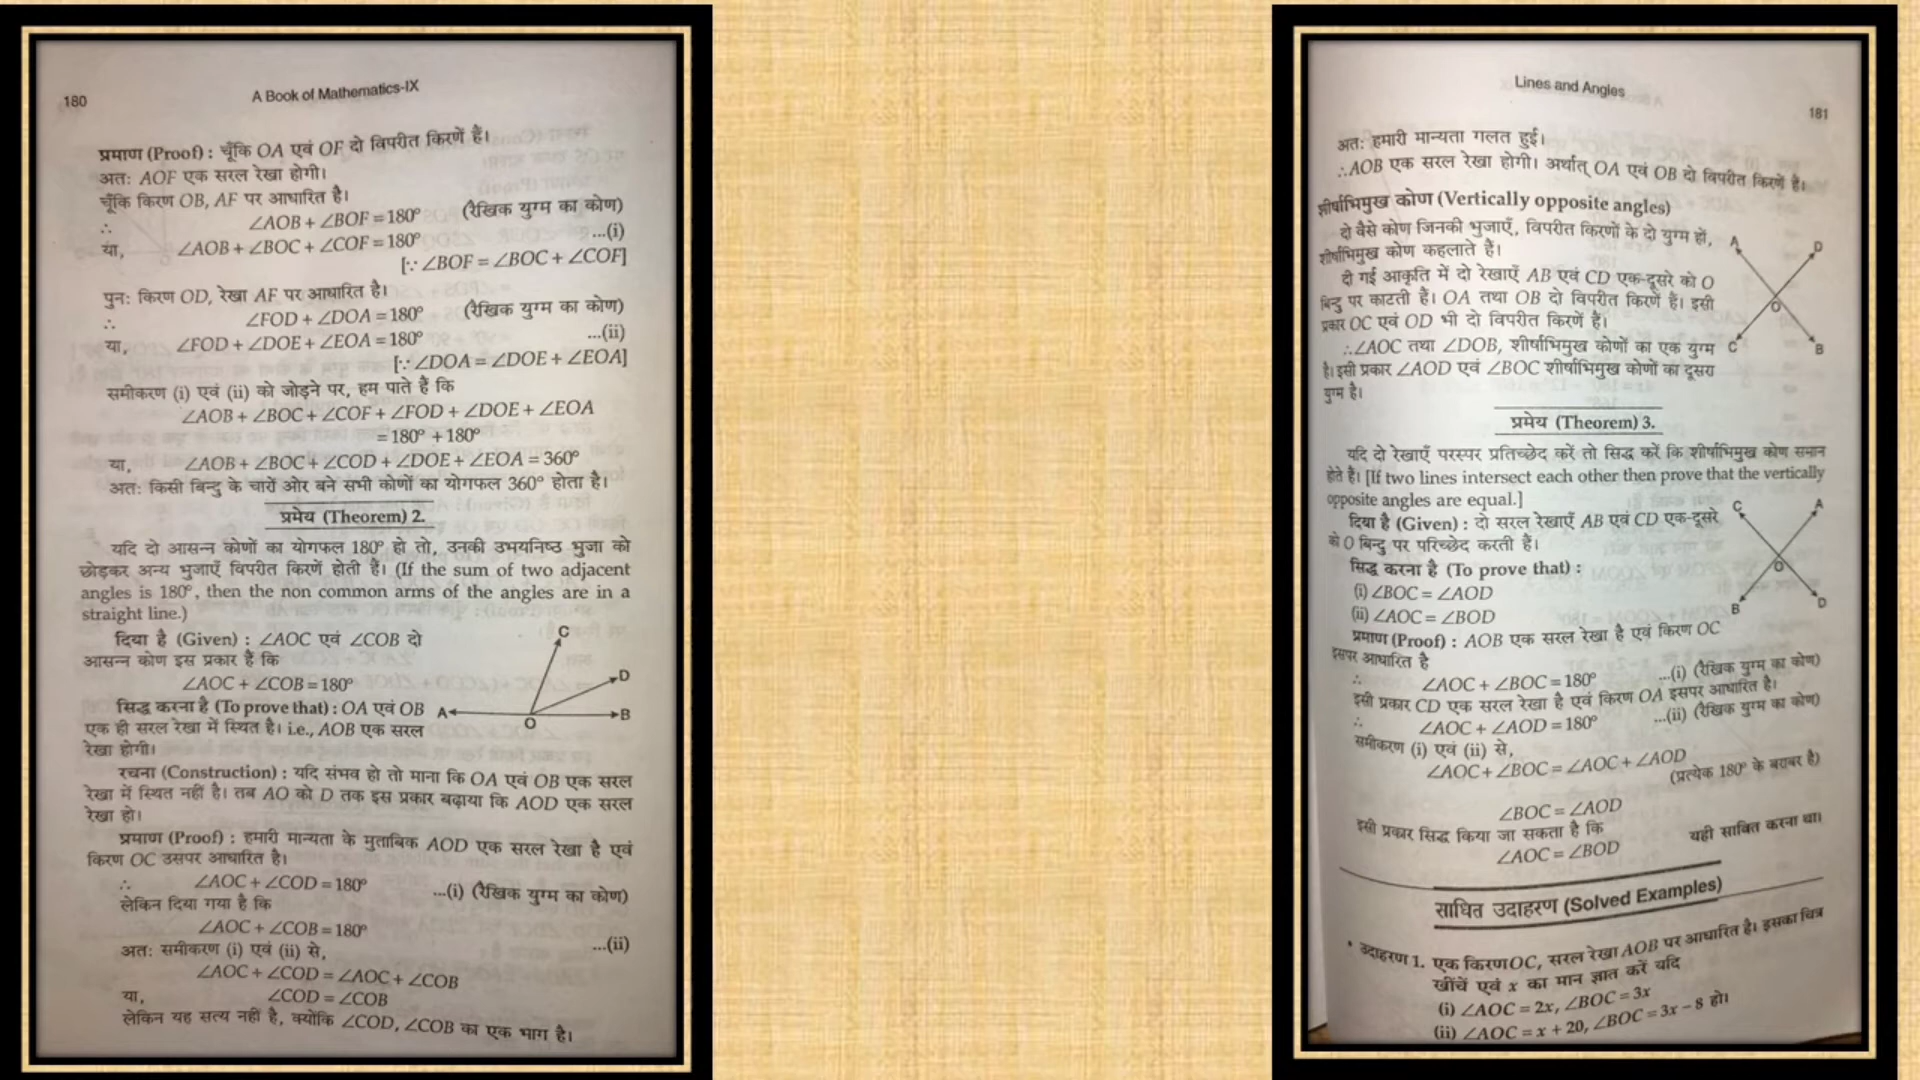 180
A Book of Mathematics-IX
प्रमाण (Proof) : चूँकि OA एवं OF दो विपरीत किरणें हैं।
अतः AOF एक सरल रेखा होगी।
चूँकि किरण OB, AF पर आधारित है।
∴ ∠AOB + ∠BOF = 180° (रैखिक युग्म का कोण)
या, ∠AOB + ∠BOC + ∠COF = 180° ...(i)
[∵ ∠BOF = ∠BOC + ∠COF]
पुनः किरण OD, रेखा AF पर आधारित है।
∴ ∠FOD + ∠DOA = 180° (रैखिक युग्म का कोण)
या, ∠FOD + ∠DOE + ∠EOA = 180° ...(ii)
[∵ ∠DOA = ∠DOE + ∠EOA]
समीकरण (i) एवं (ii) को जोड़ने पर, हम पाते हैं कि
∠AOB + ∠BOC + ∠COF + ∠FOD + ∠DOE + ∠EOA
= 180° + 180°
या, ∠AOB + ∠BOC + ∠COD + ∠DOE + ∠EOA = 360°
अतः किसी बिन्दु के चारों ओर बने सभी कोणों का योगफल 360° होता है।
प्रमेय (Theorem) 2.
यदि दो आसन्न कोणों का योगफल 180° हो तो, उनकी उभयनिष्ठ भुजा को
छोड़कर अन्य भुजाएँ विपरीत किरणें होती हैं। (If the sum of two adjacent
angles is 180°, then the non common arms of the angles are in a
straight line.)
दिया है (Given) : ∠AOC एवं ∠COB दो
आसन्न कोण इस प्रकार हैं कि
∠AOC + ∠COB = 180°
सिद्ध करना है (To prove that) : OA एवं OB
एक ही सरल रेखा में स्थित है। i.e., AOB एक सरल
रेखा होगी।
C
D
A
O
B
रचना (Construction) : यदि संभव हो तो माना कि OA एवं OB एक सरल
रेखा में स्थित नहीं है। तब AO को D तक इस प्रकार बढ़ाया कि AOD एक सरल
रेखा हो।
प्रमाण (Proof) : हमारी मान्यता के मुताबिक AOD एक सरल रेखा है एवं
किरण OC उसपर आधारित है।
∴ ∠AOC + ∠COD = 180° ...(i) (रैखिक युग्म का कोण)
लेकिन दिया गया है कि
∠AOC + ∠COB = 180° ...(ii)
अतः समीकरण (i) एवं (ii) से,
∠AOC + ∠COD = ∠AOC + ∠COB
या, ∠COD = ∠COB
लेकिन यह सत्य नहीं है, क्योंकि ∠COD, ∠COB का एक भाग है।
Lines and Angles
181
अतः हमारी मान्यता गलत हुई।
∴ AOB एक सरल रेखा होगी। अर्थात् OA एवं OB दो विपरीत किरणें हैं।
शीर्षाभिमुख कोण (Vertically opposite angles)
दो वैसे कोण जिनकी भुजाएँ, विपरीत किरणों के दो युग्म हों,
शीर्षाभिमुख कोण कहलाते हैं।
दी गई आकृति में दो रेखाएँ AB एवं CD एक-दूसरे को O
बिन्दु पर काटती हैं। OA तथा OB दो विपरीत किरणें हैं। इसी
प्रकार OC एवं OD भी दो विपरीत किरणें हैं।
∴ ∠AOC तथा ∠DOB, शीर्षाभिमुख कोणों का एक युग्म
है। इसी प्रकार ∠AOD एवं ∠BOC शीर्षाभिमुख कोणों का दूसरा
युग्म है।
A
D
O
C
B
प्रमेय (Theorem) 3.
यदि दो रेखाएँ परस्पर प्रतिच्छेद करें तो सिद्ध करें कि शीर्षाभिमुख कोण समान
होते हैं। [If two lines intersect each other then prove that the vertically
opposite angles are equal.]
दिया है (Given) : दो सरल रेखाएँ AB एवं CD एक-दूसरे
को O बिन्दु पर परिच्छेद करती हैं।
सिद्ध करना है (To prove that) :
(i) ∠BOC = ∠AOD
(ii) ∠AOC = ∠BOD
C
A
O
B
D
प्रमाण (Proof) : AOB एक सरल रेखा है एवं किरण OC
इसपर आधारित है
∴ ∠AOC + ∠BOC = 180° ...(i) (रैखिक युग्म का कोण)
इसी प्रकार CD एक सरल रेखा है एवं किरण OA इसपर आधारित है।
∴ ∠AOC + ∠AOD = 180° ...(ii) (रैखिक युग्म का कोण)
समीकरण (i) एवं (ii) से,
∠AOC + ∠BOC = ∠AOC + ∠AOD
(प्रत्येक 180° के बराबर है)
∠BOC = ∠AOD
इसी प्रकार सिद्ध किया जा सकता है कि
∠AOC = ∠BOD यही साबित करना था।
साधित उदाहरण (Solved Examples)
उदाहरण 1. एक किरण OC, सरल रेखा AOB पर आधारित है। इसका चित्र
खींचें एवं x का मान ज्ञात करें यदि
(i) ∠AOC = 2x, ∠BOC = 3x
(ii) ∠AOC = x + 20, ∠BOC = 3x – 8 हो।